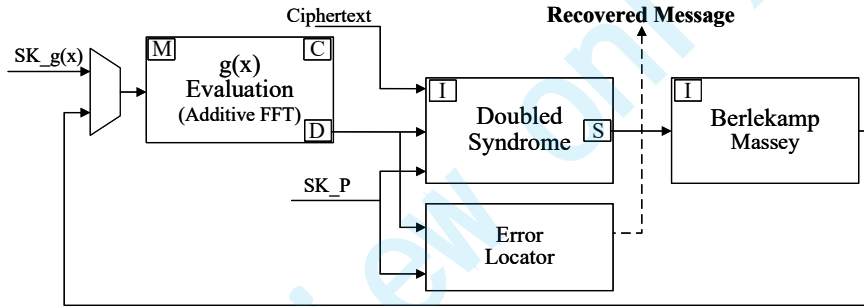 Ciphertext
Recovered Message
SK_g(x)
M
C
g(x)
Evaluation
(Additive FFT)
D
I
Doubled
Syndrome
S
I
Berlekamp
Massey
SK_P
Error
Locator